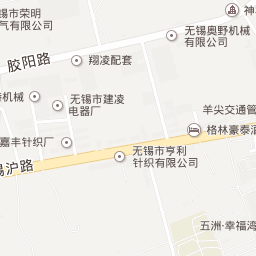 锡市荣明
气有限公司
神
无锡奥野机械
有限公司
胶阳路
翔凌配套
机械
无锡市建凌
电器厂
羊尖交通管
格林豪泰酒
嘉丰针织厂
锡沪路
无锡市亨利
针织有限公司
五洲·幸福湾